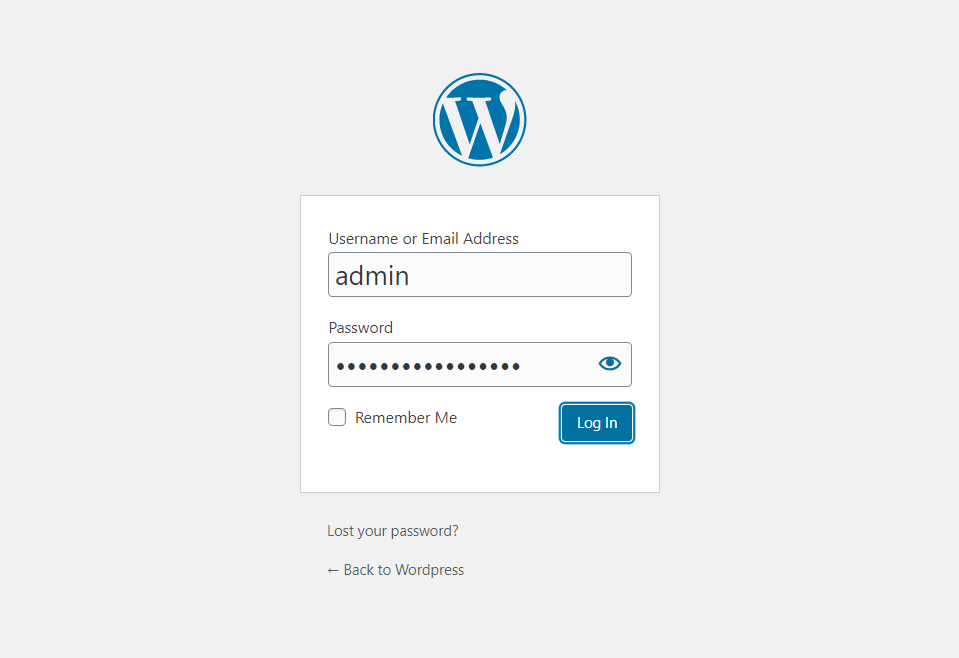 Username or Email Address
admin
Password
•••••••••••••••••
Remember Me
Log In
Lost your password?
← Back to Wordpress